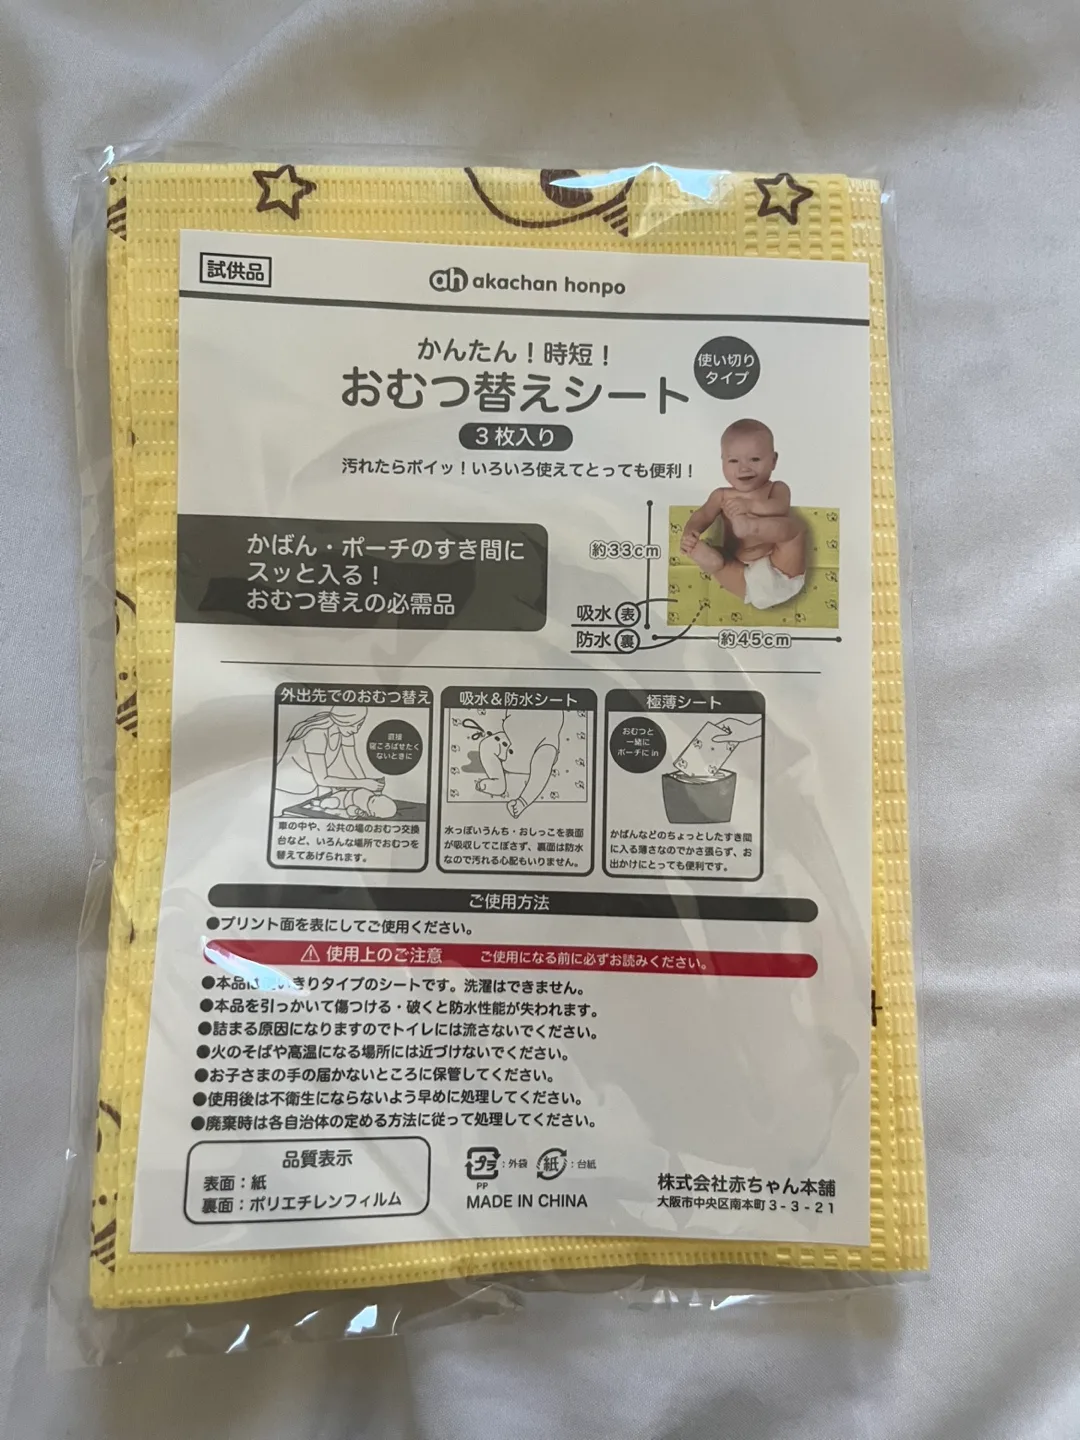 試供品
ah akachan honpo
かんたん！時短！
おむつ替えシート
使い切り
タイプ
3枚入り
汚れたらポイッ！いろいろ使えてとっても便利！
かばん・ポーチのすき間に
スッと入る！
おむつ替えの必需品
約33cm
吸水 表
防水 裏
約45cm
外出先でのおむつ替え
直接
寝ころばせたく
ないときに
車の中や、公共の場のおむつ交換
台など、いろんな場所でおむつを
替えてあげられます。
吸水&防水シート
水っぽいうんち・おしっこを表面
が吸収してこぼさず、裏面は防水
なので汚れる心配もいりません。
極薄シート
おむつと
一緒に
ポーチに in
かばんなどのちょっとしたすき間
に入る薄さなのでかさ張らず、お
出かけにとっても便利です。
ご使用方法
●プリント面を表にしてご使用ください。
⚠使用上のご注意 ご使用になる前に必ずお読みください。
●本品は いきりタイプのシートです。洗濯はできません。
●本品を引っかいて傷つける・破くと防水性能が失われます。
●詰まる原因になりますのでトイレには流さないでください。
●火のそばや高温になる場所には近づけないでください。
●お子さまの手の届かないところに保管してください。
●使用後は不衛生にならないよう早めに処理してください。
●廃棄時は各自治体の定める方法に従って処理してください。
品質表示
表面：紙
裏面：ポリエチレンフィルム
プラ：外袋 紙：台紙
PP
MADE IN CHINA
株式会社赤ちゃん本舗
大阪市中央区南本町3-3-21